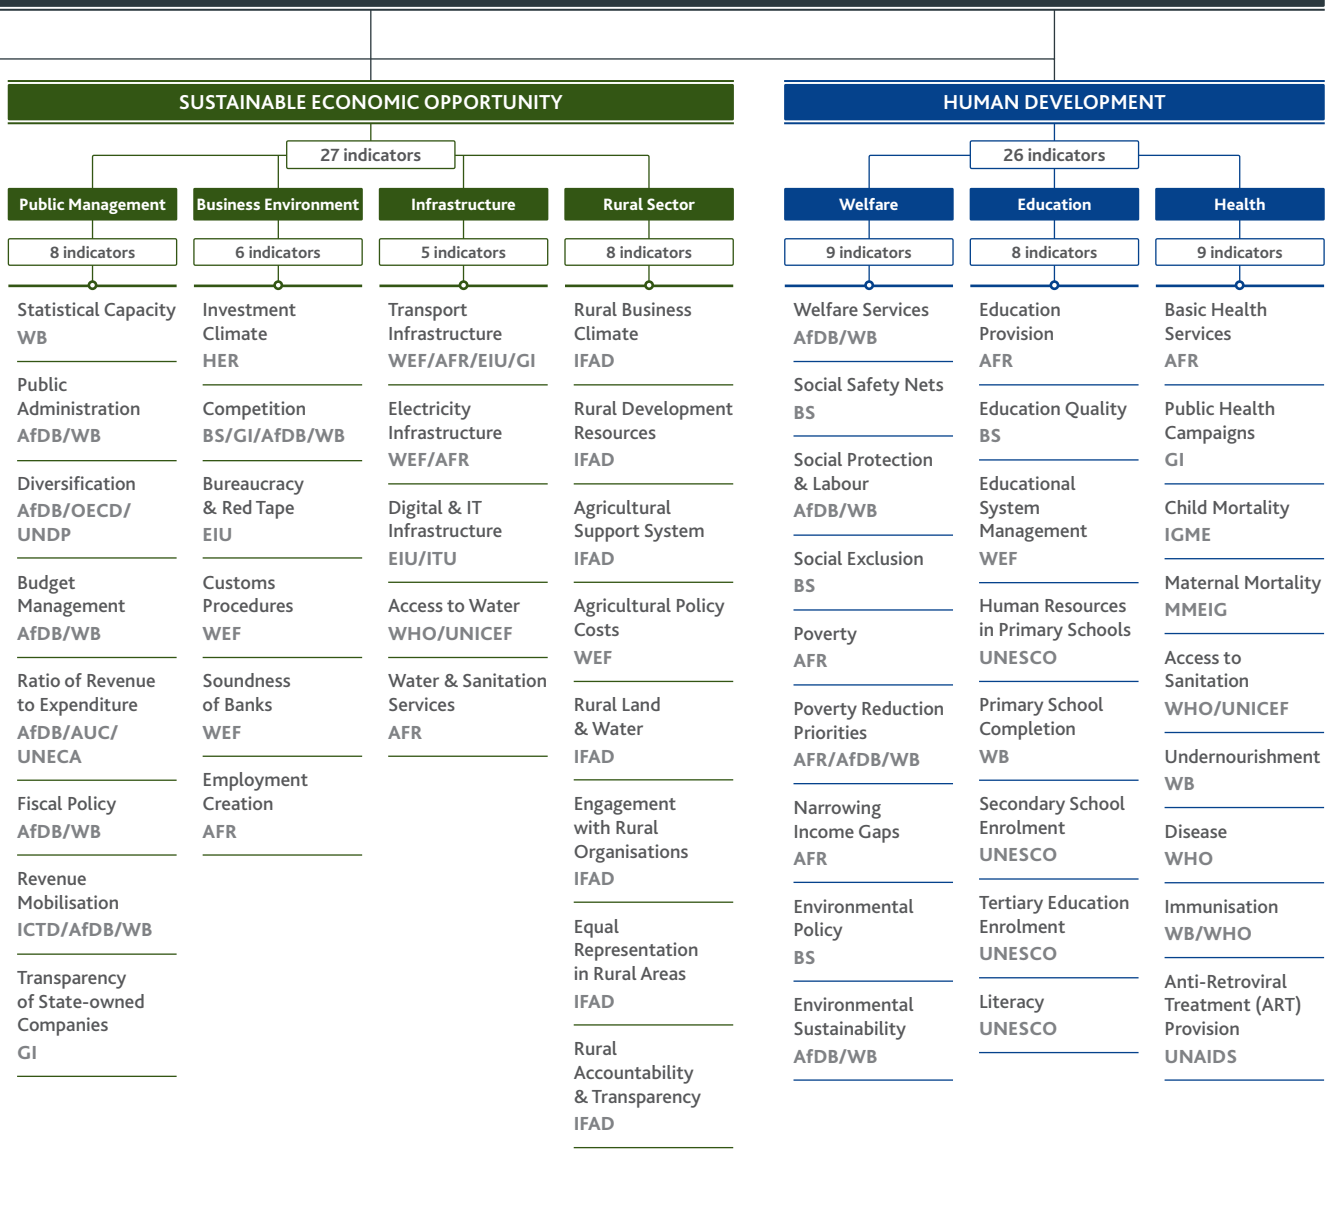 SUSTAINABLE ECONOMIC OPPORTUNITY
27 indicators
Public Management
8 indicators
Statistical Capacity
WB
Public
Administration
AfDB/WB
Diversification
AfDB/OECD/
UNDP
Budget
Management
AfDB/WB
Ratio of Revenue
to Expenditure
AfDB/AUC/
UNECA
Fiscal Policy
AfDB/WB
Revenue
Mobilisation
ICTD/AfDB/WB
Transparency
of State-owned
Companies
GI
Business Environment
6 indicators
Investment
Climate
HER
Competition
BS/GI/AfDB/WB
Bureaucracy
& Red Tape
EIU
Customs
Procedures
WEF
Soundness
of Banks
WEF
Employment
Creation
AFR
Infrastructure
5 indicators
Transport
Infrastructure
WEF/AFR/EIU/GI
Electricity
Infrastructure
WEF/AFR
Digital & IT
Infrastructure
EIU/ITU
Access to Water
WHO/UNICEF
Water & Sanitation
Services
AFR
Rural Sector
8 indicators
Rural Business
Climate
IFAD
Rural Development
Resources
IFAD
Agricultural
Support System
IFAD
Agricultural Policy
Costs
WEF
Rural Land
& Water
IFAD
Engagement
with Rural
Organisations
IFAD
Equal
Representation
in Rural Areas
IFAD
Rural
Accountability
& Transparency
IFAD
HUMAN DEVELOPMENT
26 indicators
Welfare
9 indicators
Welfare Services
AfDB/WB
Social Safety Nets
BS
Social Protection
& Labour
AfDB/WB
Social Exclusion
BS
Poverty
AFR
Poverty Reduction
Priorities
AFR/AfDB/WB
Narrowing
Income Gaps
AFR
Environmental
Policy
BS
Environmental
Sustainability
AfDB/WB
Education
8 indicators
Education
Provision
AFR
Education Quality
BS
Educational
System
Management
WEF
Human Resources
in Primary Schools
UNESCO
Primary School
Completion
WB
Secondary School
Enrolment
UNESCO
Tertiary Education
Enrolment
UNESCO
Literacy
UNESCO
Health
9 indicators
Basic Health
Services
AFR
Public Health
Campaigns
GI
Child Mortality
IGME
Maternal Mortality
MMEIG
Access to
Sanitation
WHO/UNICEF
Undernourishment
WB
Disease
WHO
Immunisation
WB/WHO
Anti-Retroviral
Treatment (ART)
Provision
UNAIDS